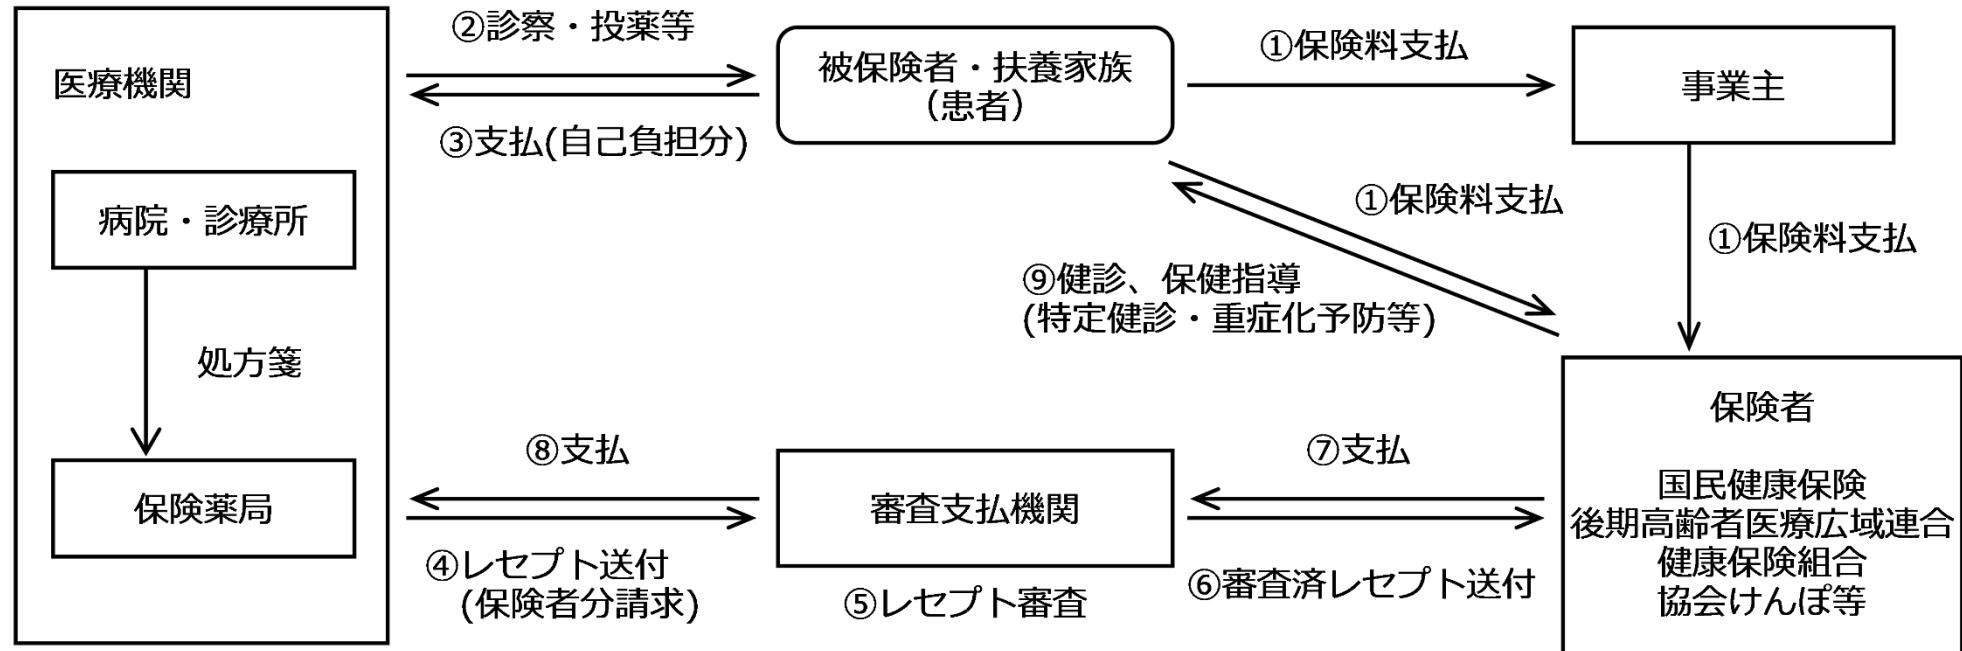 ②診察・投薬等
①保険料支払
医療機関
被保険者・扶養家族
(患者)
事業主
③支払(自己負担分)
病院・診療所
①保険料支払
①保険料支払
⑨健診、保健指導
(特定健診・重症化予防等)
処方箋
保険者
⑧支払
⑦支払
国民健康保険
後期高齢者医療広域連合
健康保険組合
協会けんぽ等
保険薬局
審査支払機関
④レセプト送付
(保険者分請求)
⑤レセプト審査
⑥審査済レセプト送付